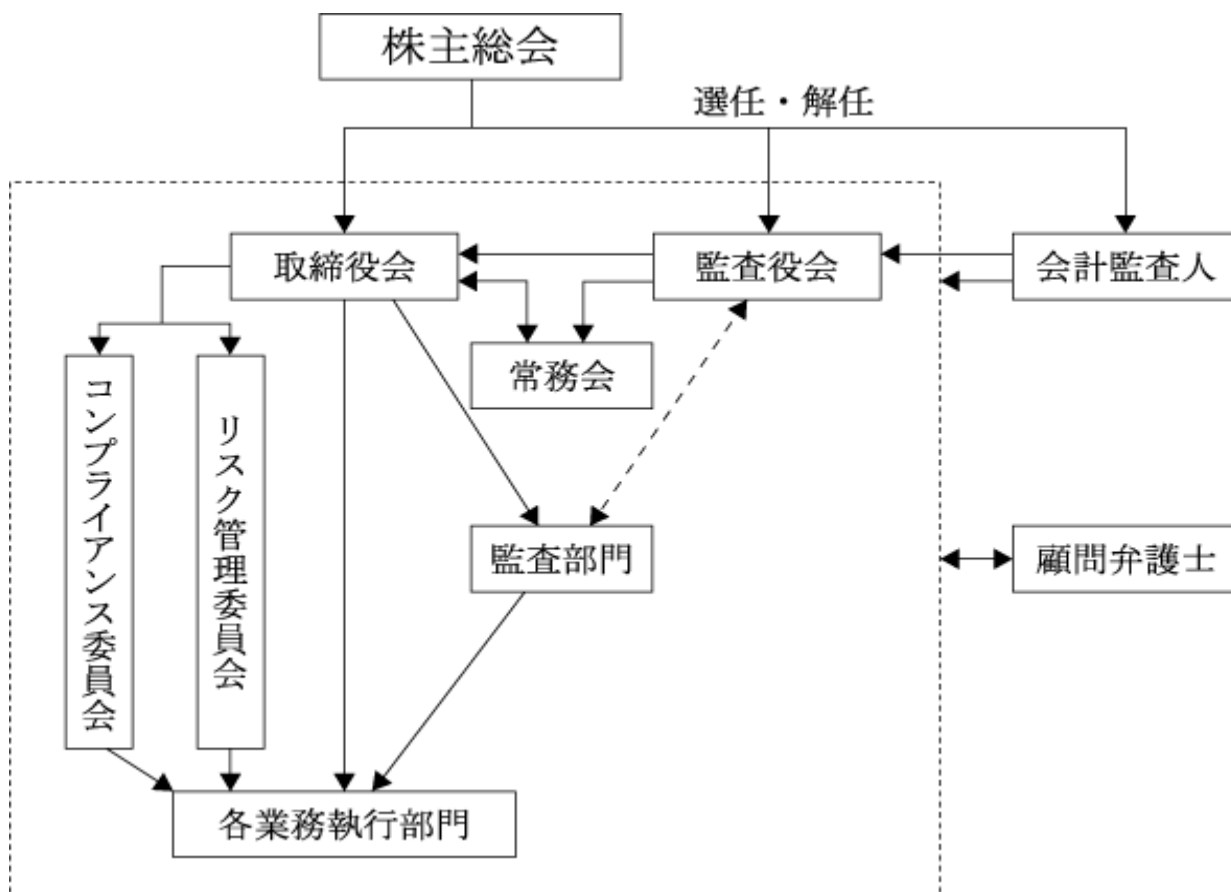 株主総会
選任・解任
取締役会
監査役会
会計監査人
常務会
コンプライアンス委員会
リスク管理委員会
監査部門
顧問弁護士
各業務執行部門